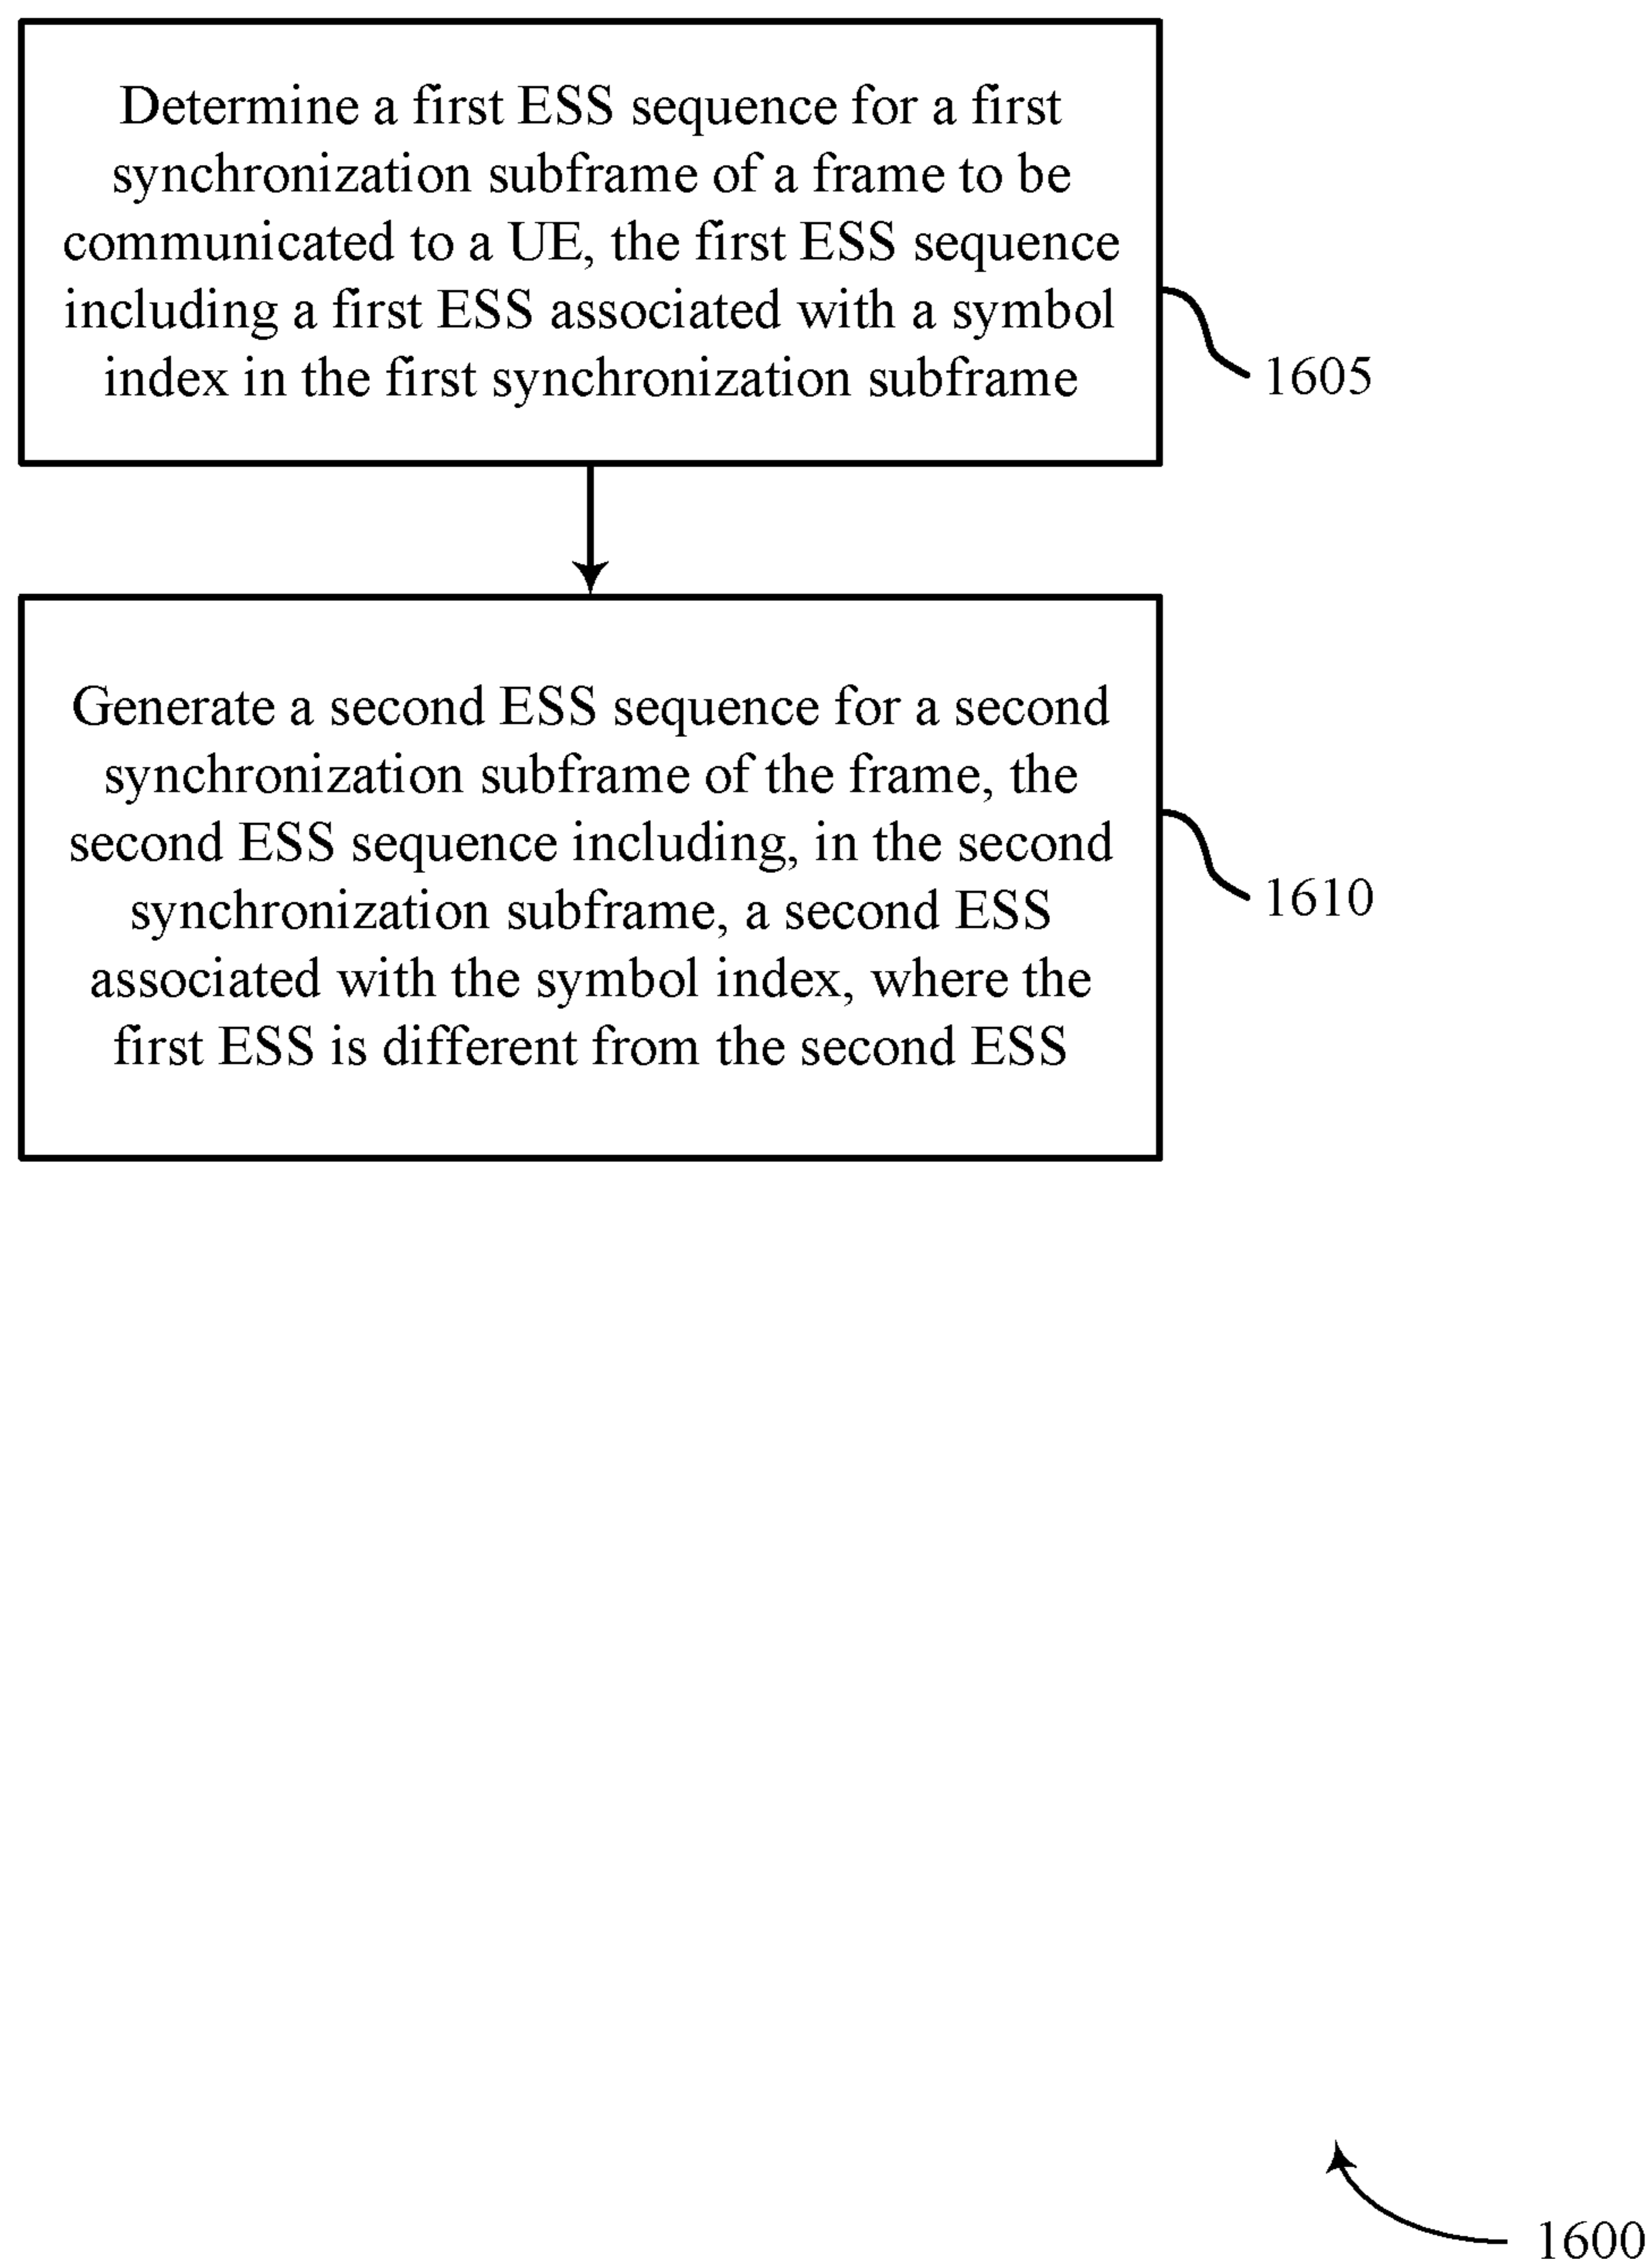 Determine a first ESS sequence for a first
synchronization subframe of a frame to be
communicated to a UE, the first ESS sequence
including a first ESS associated with a symbol
index in the first synchronization subframe
1605
Generate a second ESS sequence for a second
synchronization subframe of the frame, the
second ESS sequence including, in the second
synchronization subframe, a second ESS
associated with the symbol index, where the
first ESS is different from the second ESS
1610
1600